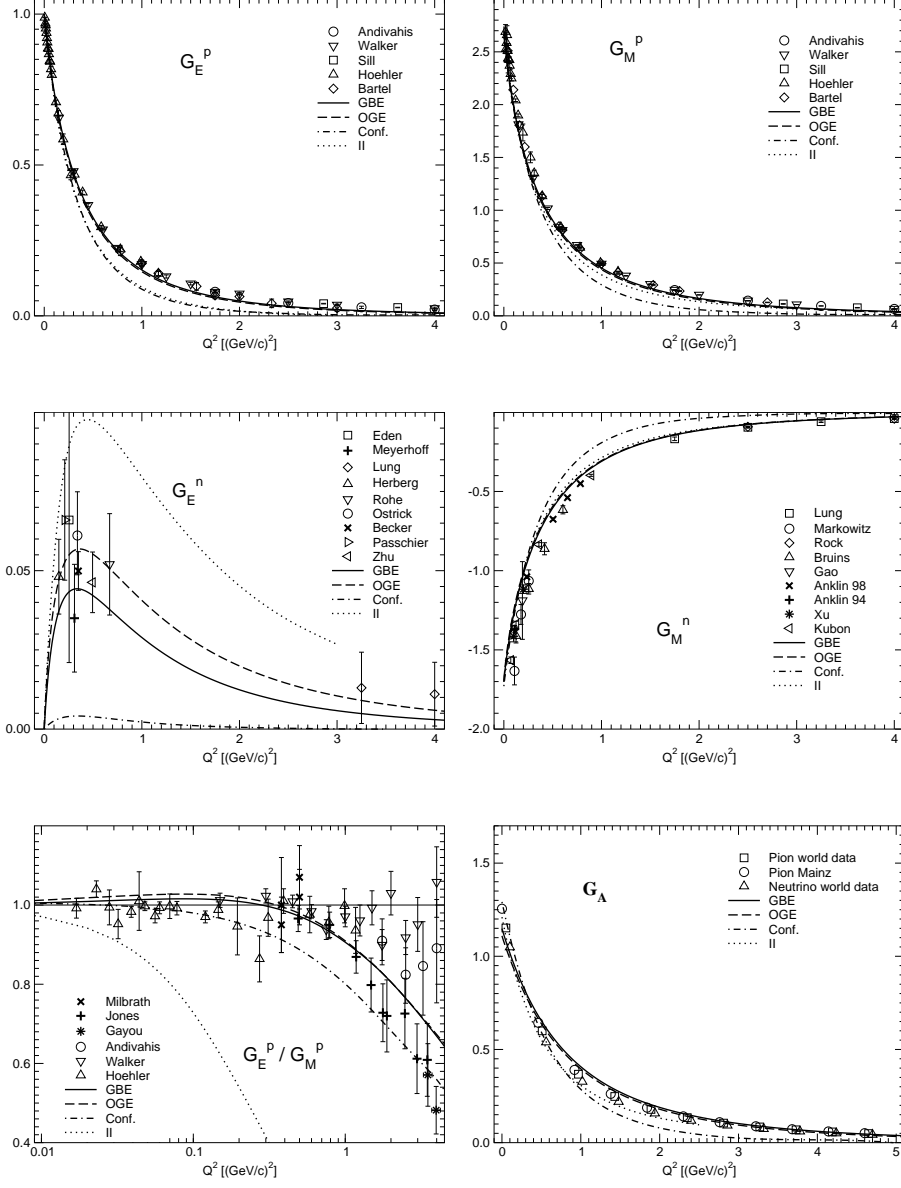 1.0
0.5
0.0
G_E^p
Andivahis
Walker
Sill
Hoehler
Bartel
GBE
OGE
Conf.
II
0 1 2 3 4
Q^2 [(GeV/c)^2]
2.5
2.0
1.5
1.0
0.5
0.0
G_M^p
Andivahis
Walker
Sill
Hoehler
Bartel
GBE
OGE
Conf.
II
0 1 2 3 4
Q^2 [(GeV/c)^2]
0.05
0.00
G_E^n
Eden
Meyerhoff
Lung
Herberg
Rohe
Ostrick
Becker
Passchier
Zhu
GBE
OGE
Conf.
II
0 1 2 3 4
Q^2 [(GeV/c)^2]
-0.5
-1.0
-1.5
-2.0
G_M^n
Lung
Markowitz
Rock
Bruins
Gao
Anklin 98
Anklin 94
Xu
Kubon
GBE
OGE
Conf.
II
0 1 2 3 4
Q^2 [(GeV/c)^2]
1.0
0.8
0.6
0.4
Milbrath
Jones
Gayou
Andivahis
Walker
Hoehler
GBE
OGE
Conf.
II
G_E^p / G_M^p
0.01 0.1 1
Q^2 [(GeV/c)^2]
1.5
1.0
0.5
0.0
G_A
Pion world data
Pion Mainz
Neutrino world data
GBE
OGE
Conf.
II
0 1 2 3 4 5
Q^2 [(GeV/c)^2]